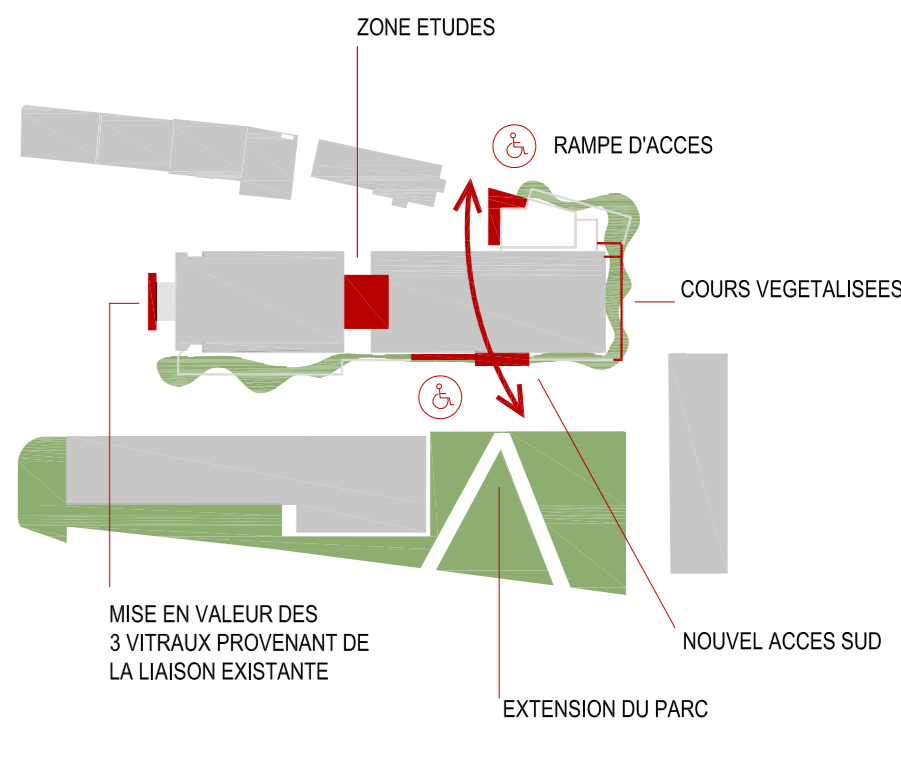 ZONE ETUDES
RAMPE D'ACCES
COURS VEGETALISEES
MISE EN VALEUR DES
3 VITRAUX PROVENANT DE
LA LIAISON EXISTANTE
NOUVEL ACCES SUD
EXTENSION DU PARC